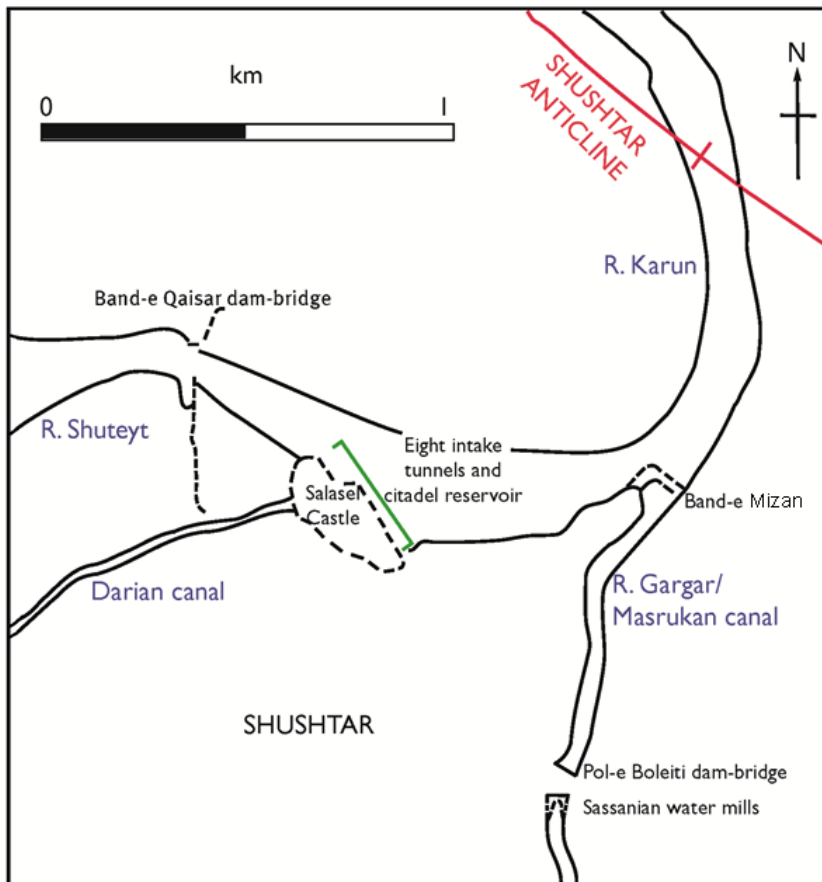 km
0 1
N
SHUSHTAR
ANTICLINE
R. Karun
Band-e Qaisar dam-bridge
R. Shuteyt
Eight intake
tunnels and
citadel reservoir
Salasel
Castle
Band-e Mizan
Darian canal
R. Gargar/
Masrukan canal
SHUSHTAR
Pol-e Boleiti dam-bridge
Sassanian water mills